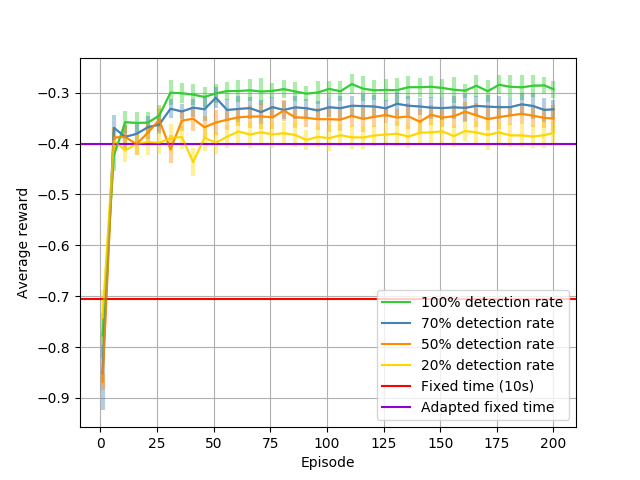 −0.3
−0.4
−0.5
−0.6
−0.7
−0.8
−0.9
Average reward
0 25 50 75 100 125 150 175 200
Episode
100% detection rate
70% detection rate
50% detection rate
20% detection rate
Fixed time (10s)
Adapted fixed time